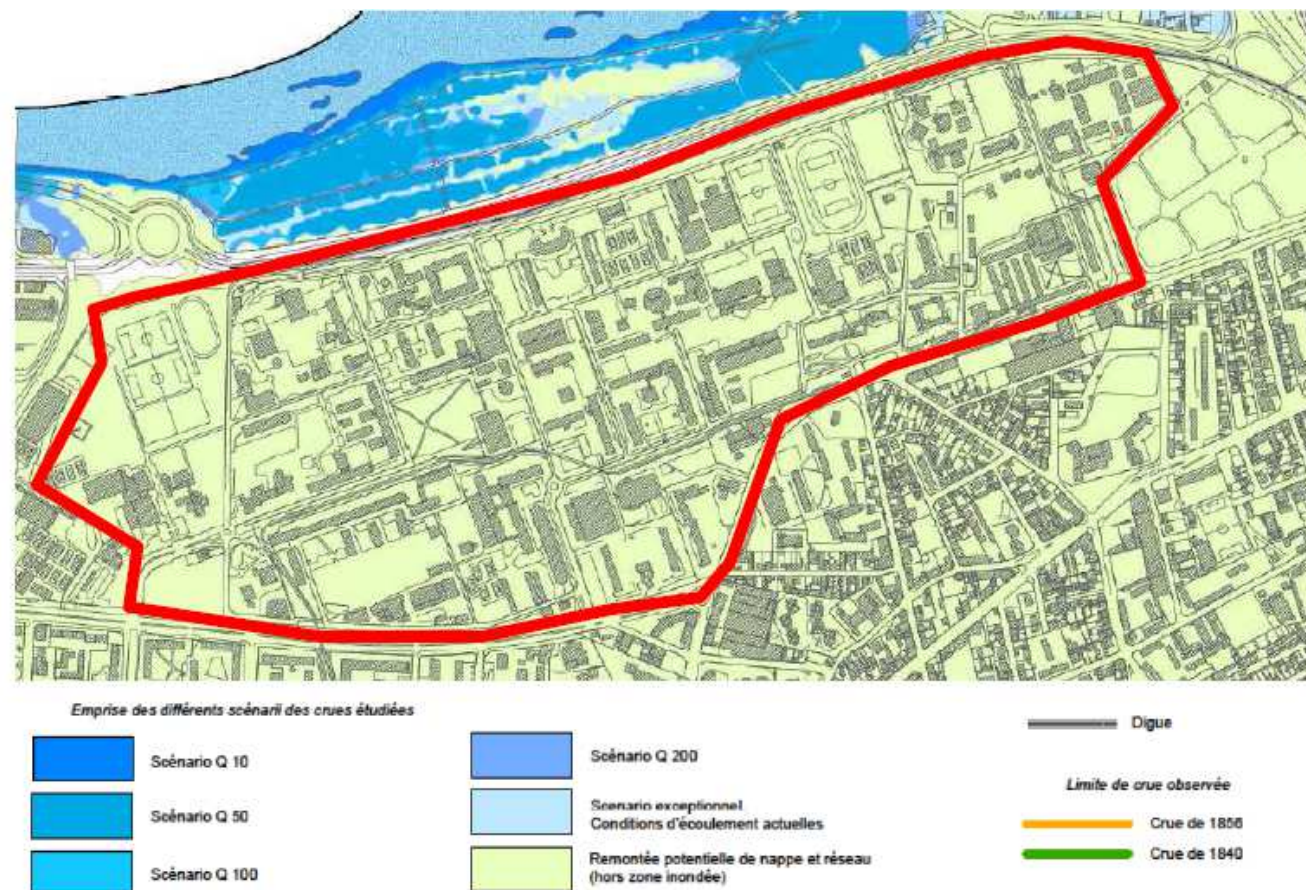 Emprise des différents scénarii des crues étudiées
Scénario Q 10
Scénario Q 50
Scénario Q 100
Scénario Q 200
Scenario exceptionnel
Conditions d'écoulement actuelles
Remontée potentielle de nappe et réseau
(hors zone inondée)
Digue
Limite de crue observée
Crue de 1856
Crue de 1840